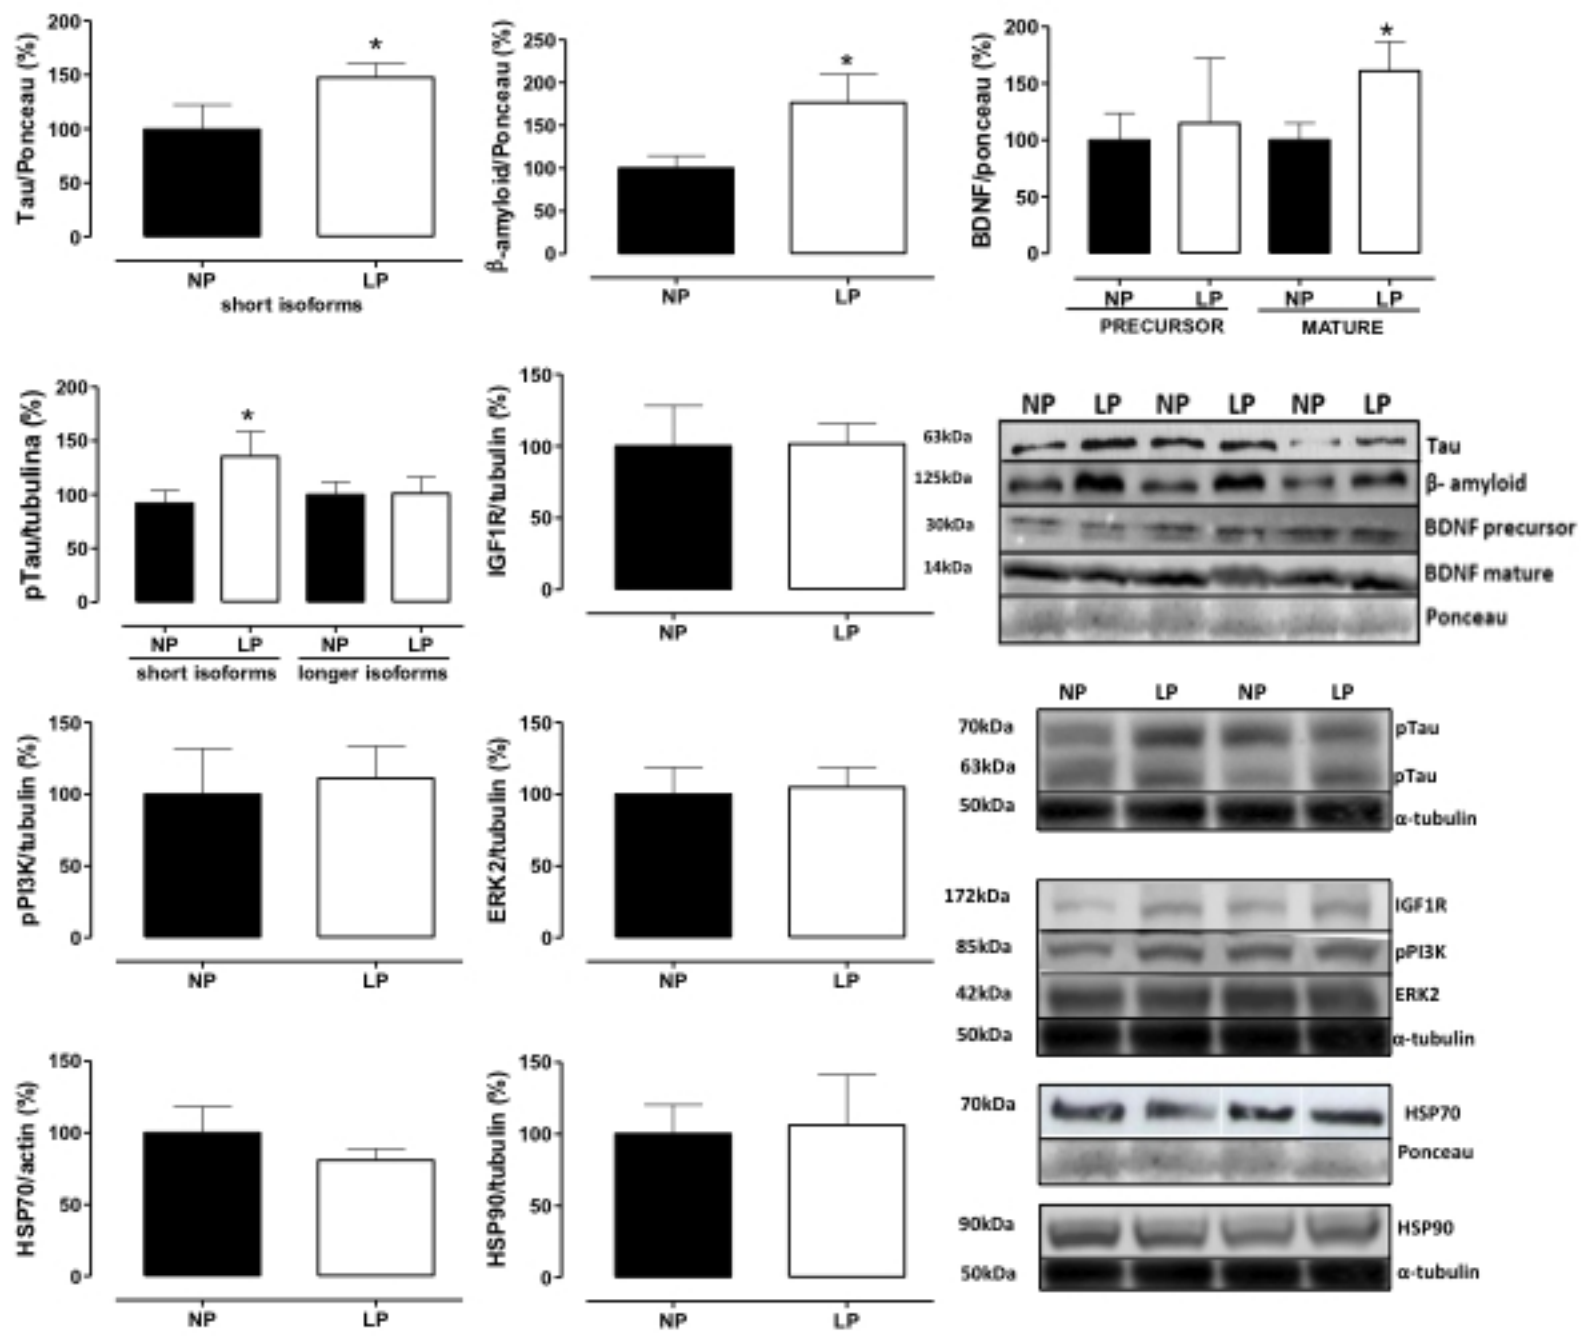 Tau/Ponceau (%)
200
150
100
50
0
*
NP LP
short isoforms
β-amyloid/Ponceau (%)
250
200
150
100
50
0
*
NP LP
BDNF/ponceau (%)
200
150
100
50
0
*
NP LP NP LP
PRECURSOR MATURE
pTau/tubulina (%)
200
150
100
50
0
*
NP LP NP LP
short isoforms longer isoforms
IGF1R/tubulin (%)
150
100
50
0
NP LP
NP LP NP LP NP LP
63kDa Tau
125kDa β- amyloid
30kDa BDNF precursor
14kDa BDNF mature
Ponceau
pPI3K/tubulin (%)
150
100
50
0
NP LP
ERK2/tubulin (%)
150
100
50
0
NP LP
NP LP NP LP
70kDa pTau
63kDa pTau
50kDa α-tubulin
172kDa IGF1R
85kDa pPI3K
42kDa ERK2
50kDa α-tubulin
HSP70/actin (%)
150
100
50
0
NP LP
HSP90/tubulin (%)
150
100
50
0
NP LP
70kDa HSP70
Ponceau
90kDa HSP90
50kDa α-tubulin